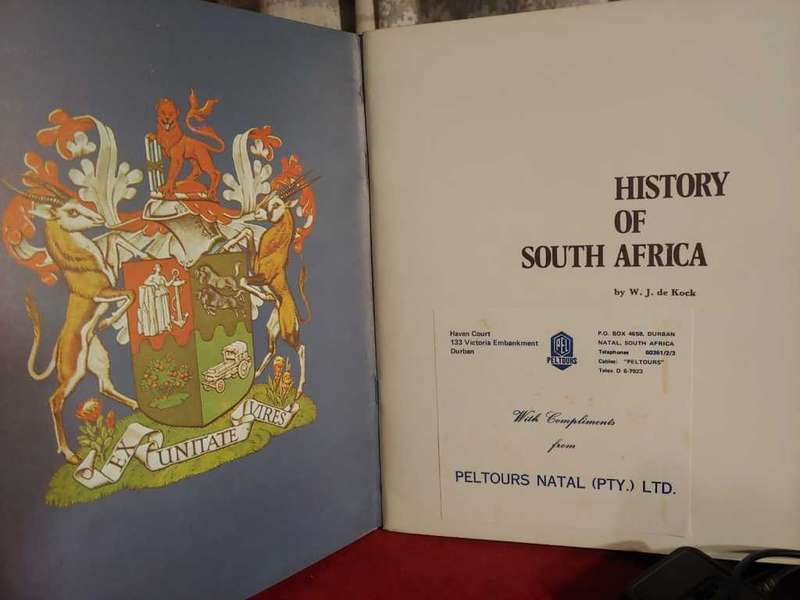 EX
UNITATE
VIRES
HISTORY
OF
SOUTH AFRICA
by W. J. de Kock
Haven Court
133 Victoria Embankment
Durban
PEL
PELTOURS
P.O. BOX 4658, DURBAN
NATAL, SOUTH AFRICA
Telephones 60361/2/3
Cables: "PELTOURS"
Telex D 6-7023
With Compliments
from
PELTOURS NATAL (PTY.) LTD.